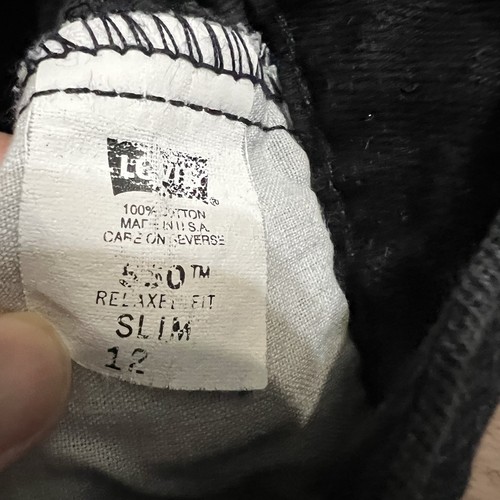 LEVI'S ®
100% COTTON
MADE IN U.S.A.
CARE ON REVERSE
550™
RELAXED FIT
SLIM
12